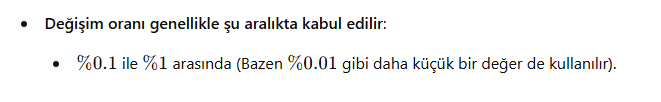 • Değişim oranı genellikle şu aralıkta kabul edilir:
• %0.1 ile %1 arasında (Bazen %0.01 gibi daha küçük bir değer de kullanılır).